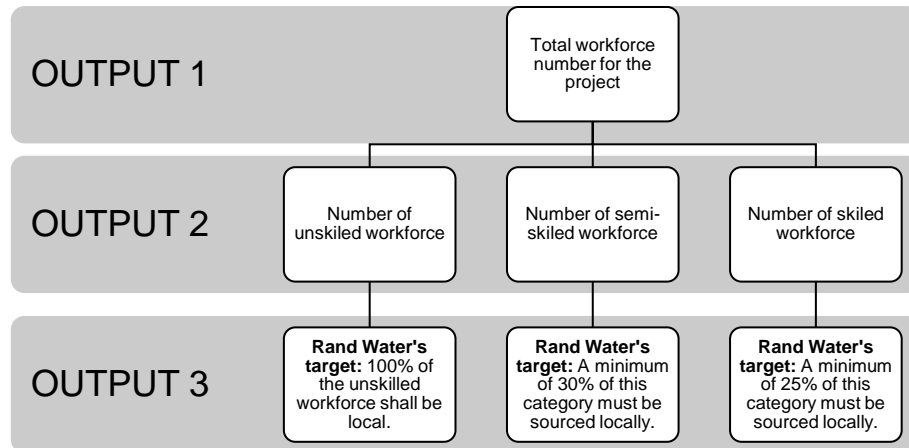 OUTPUT 1
Total workforce
number for the
project
OUTPUT 2
Number of
unskiled workforce
Number of semi-
skiled workforce
Number of skiled
workforce
OUTPUT 3
Rand Water's
target: 100% of
the unskilled
workforce shall be
local.
Rand Water's
target: A minimum
of 30% of this
category must be
sourced locally.
Rand Water's
target: A minimum
of 25% of this
category must be
sourced locally.